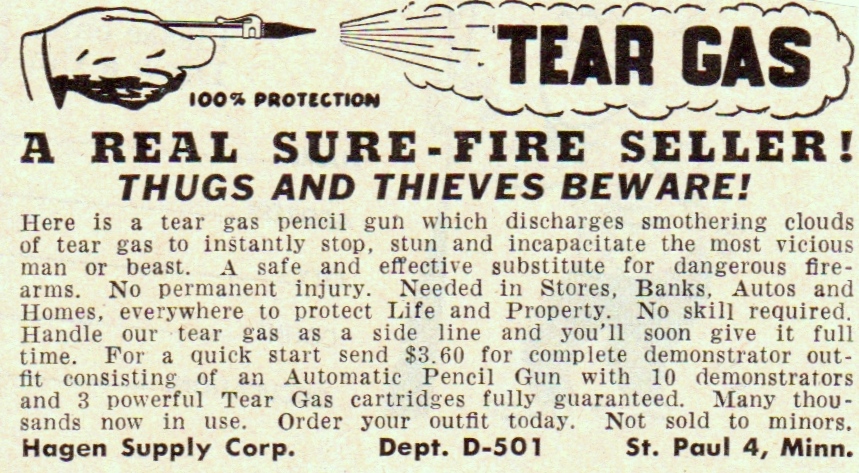 TEAR GAS
100% PROTECTION
A REAL SURE-FIRE SELLER!
THUGS AND THIEVES BEWARE!
Here is a tear gas pencil gun which discharges smothering clouds
of tear gas to instantly stop, stun and incapacitate the most vicious
man or beast. A safe and effective substitute for dangerous fire-
arms. No permanent injury. Needed in Stores, Banks, Autos and
Homes, everywhere to protect Life and Property. No skill required.
Handle our tear gas as a side line and you'll soon give it full
time. For a quick start send $3.60 for complete demonstrator out-
fit consisting of an Automatic Pencil Gun with 10 demonstrators
and 3 powerful Tear Gas cartridges fully guaranteed. Many thou-
sands now in use. Order your outfit today. Not sold to minors.
Hagen Supply Corp. Dept. D-501 St. Paul 4, Minn.